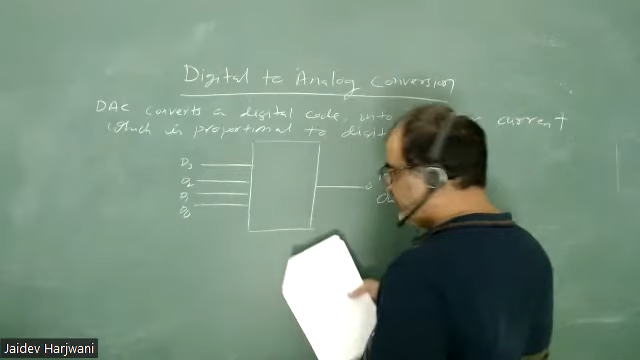 Digital to Analog Conversion
DAC converts a digital code, into current
which is proportional to digit
D3
D2
D1
D0
Jaidev Harjwani